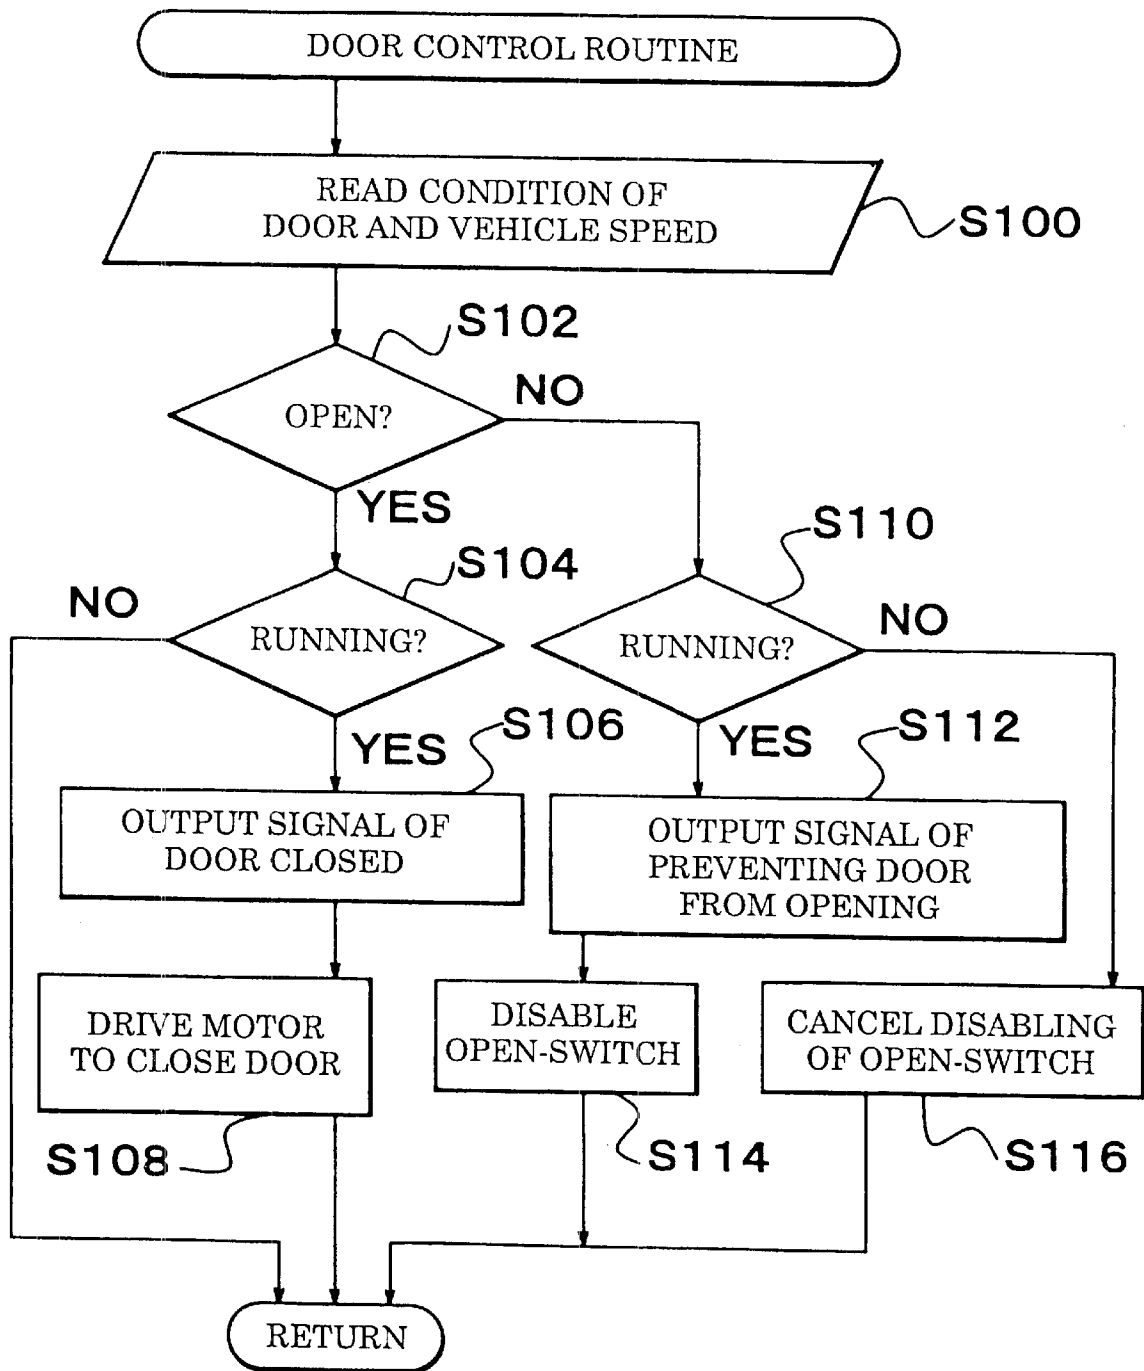 DOOR CONTROL ROUTINE
READ CONDITION OF
DOOR AND VEHICLE SPEED
S100
S102
OPEN?
NO
YES
S104
S110
NO
RUNNING?
RUNNING?
NO
YES
S106
YES
S112
OUTPUT SIGNAL OF
DOOR CLOSED
OUTPUT SIGNAL OF
PREVENTING DOOR
FROM OPENING
DRIVE MOTOR
TO CLOSE DOOR
DISABLE
OPEN-SWITCH
CANCEL DISABLING
OF OPEN-SWITCH
S108
S114
S116
RETURN